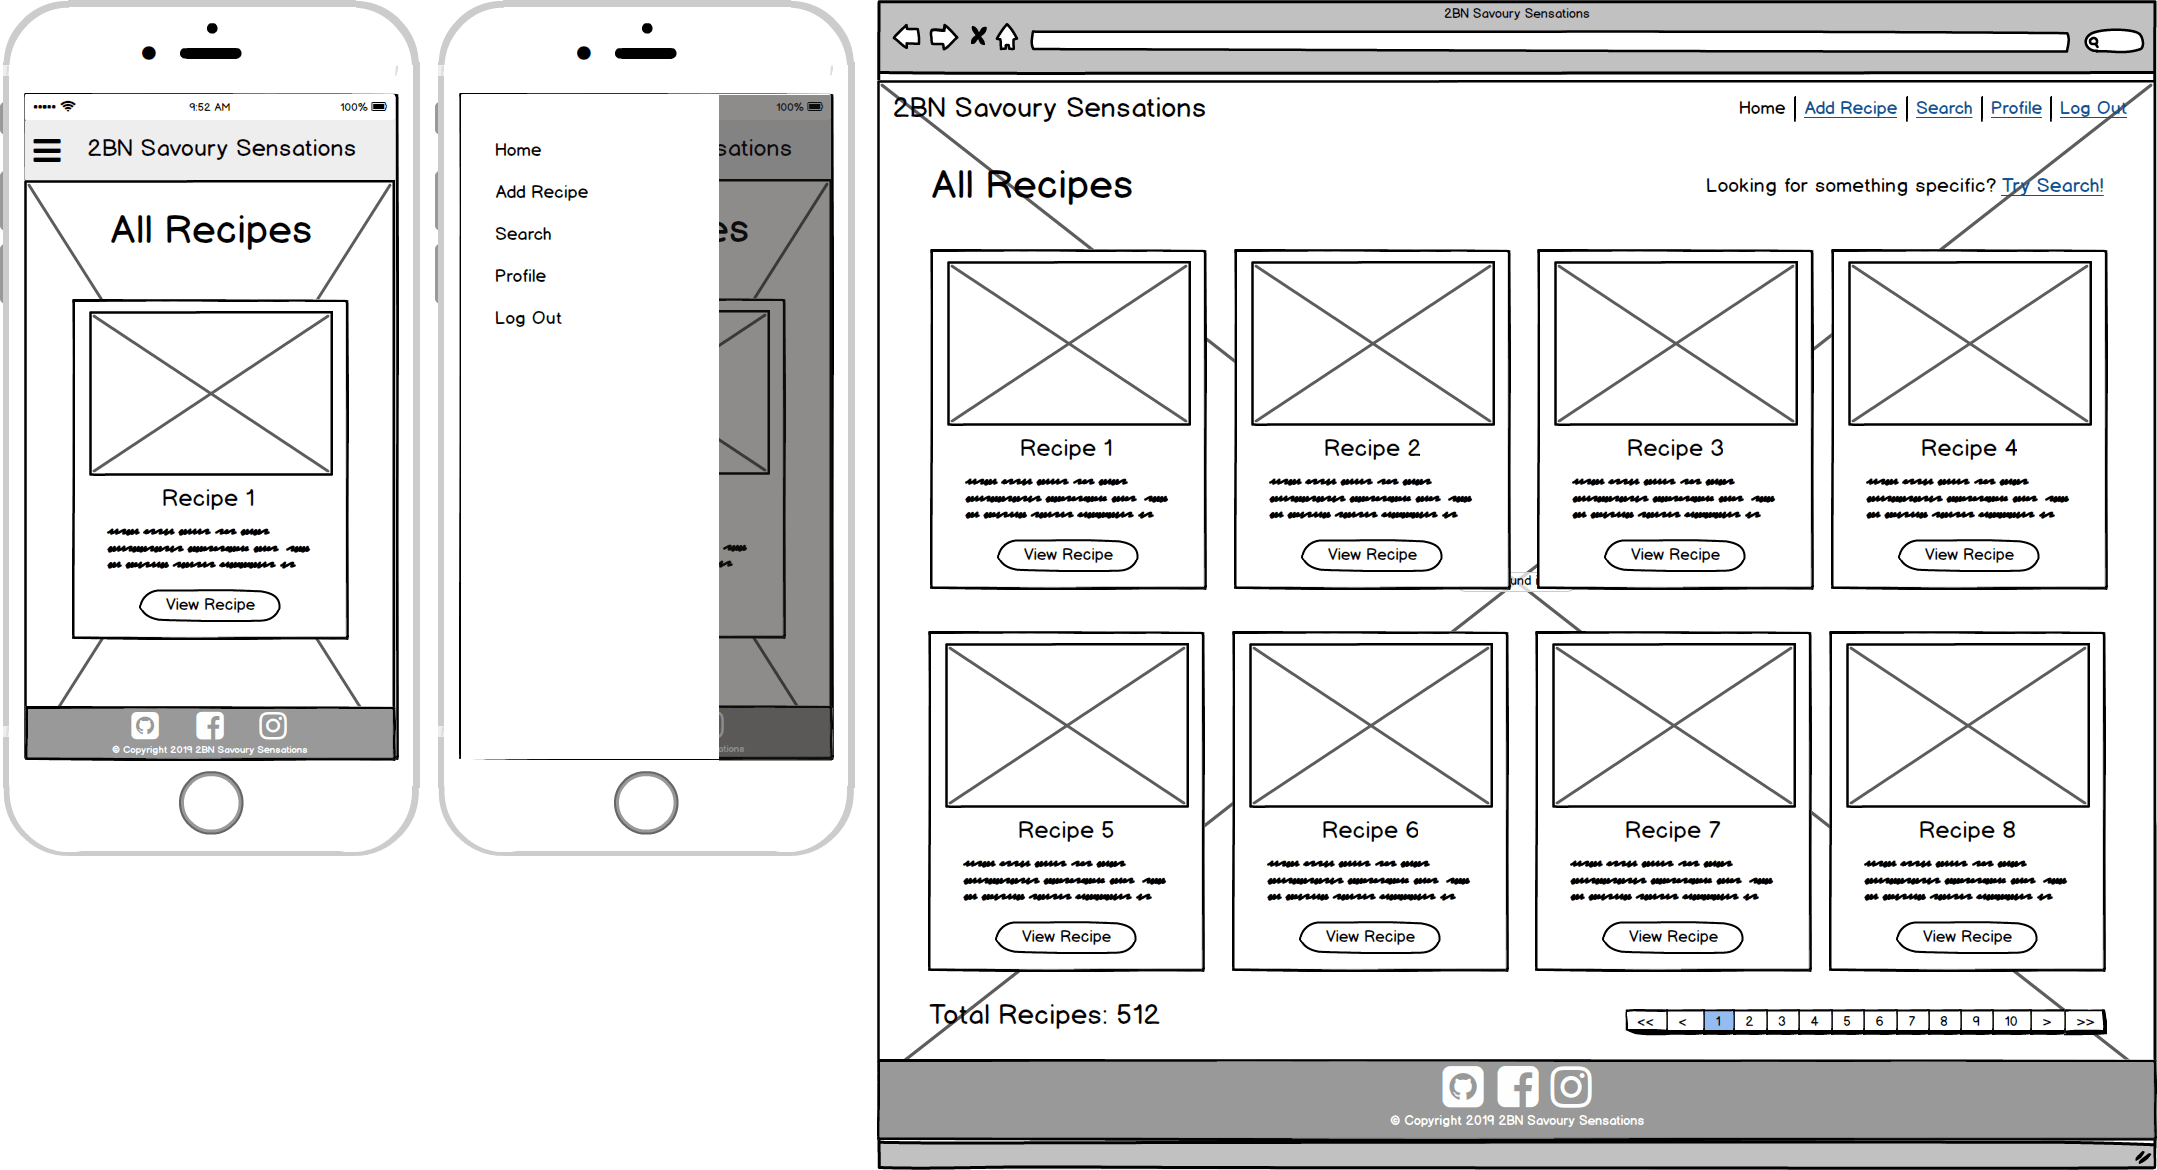 9:52 AM
100%
2BN Savoury Sensations
All Recipes
Recipe 1
View Recipe
© Copyright 2019 2BN Savoury Sensations
100%
Home
Add Recipe
Search
Profile
Log Out
2BN Savoury Sensations
2BN Savoury Sensations
Home Add Recipe Search Profile Log Out
All Recipes
Looking for something specific? Try Search!
Recipe 1 Recipe 2 Recipe 3 Recipe 4
View Recipe View Recipe View Recipe View Recipe
Recipe 5 Recipe 6 Recipe 7 Recipe 8
View Recipe View Recipe View Recipe View Recipe
Total Recipes: 512
<< < 1 2 3 4 5 6 7 8 9 10 > >>
© Copyright 2019 2BN Savoury Sensations